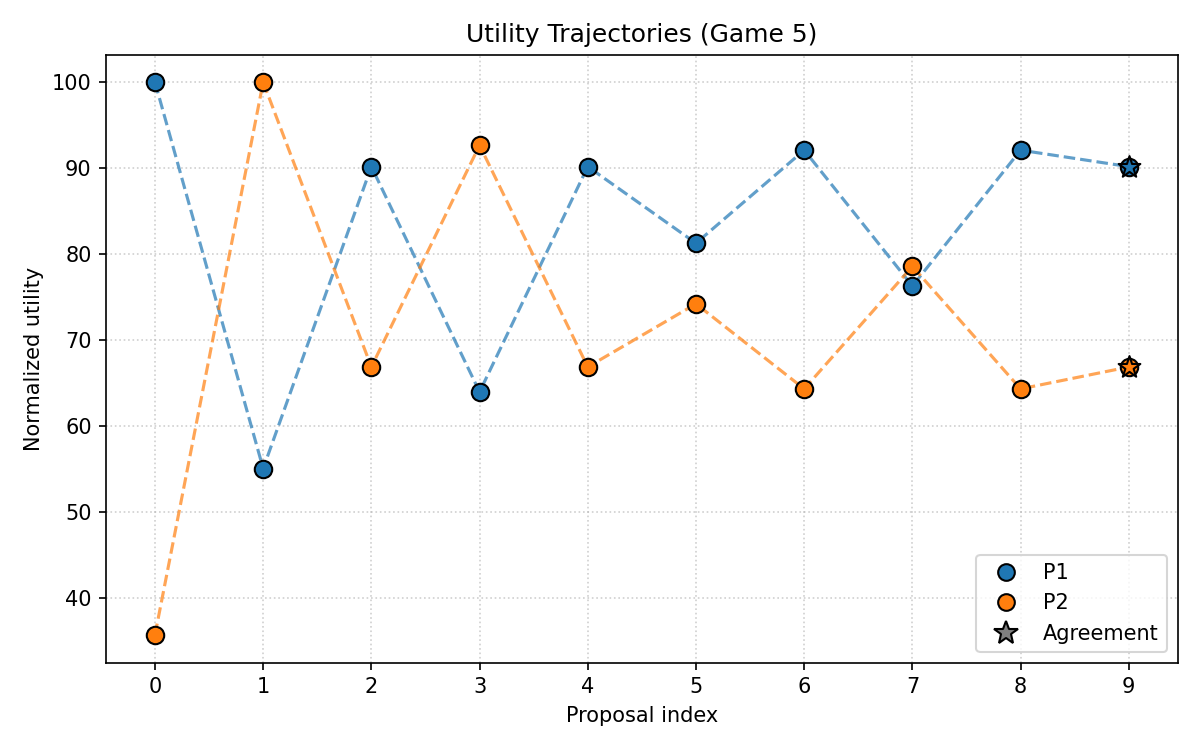 Utility Trajectories (Game 5)
Normalized utility
100
90
80
70
60
50
40
0 1 2 3 4 5 6 7 8 9
Proposal index
P1
P2
Agreement